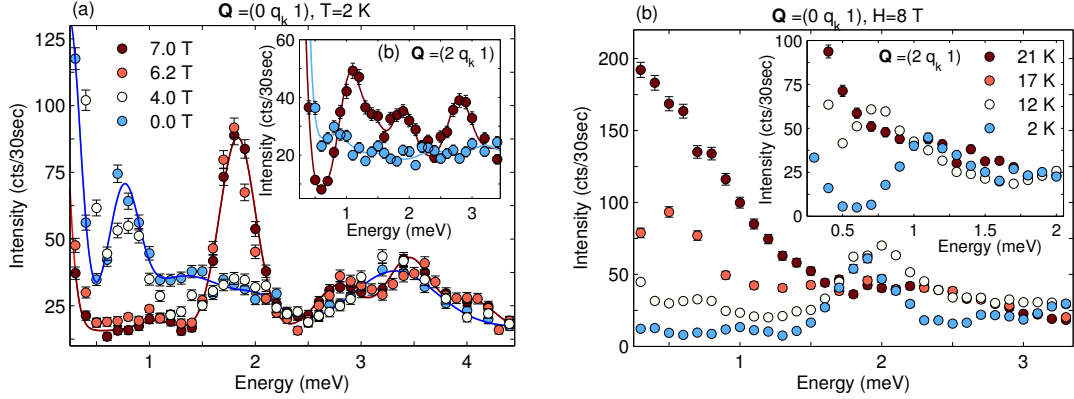 (a)
Q =(0 q_k 1), T=2 K
125
100
75
50
25
Intensity (cts/30sec)
7.0 T
6.2 T
4.0 T
0.0 T
1
2
3
4
Energy (meV)
60
40
20
Intensity (cts/30sec)
(b)
Q =(2 q_k 1)
1
2
3
Energy (meV)
(b)
Q =(0 q_k 1), H=8 T
200
150
100
50
0
Intensity (cts/30sec)
1
2
3
Energy (meV)
100
75
50
25
0
Intensity (cts/30sec)
Q =(2 q_k 1)
21 K
17 K
12 K
2 K
0.5
1
1.5
2
Energy (meV)